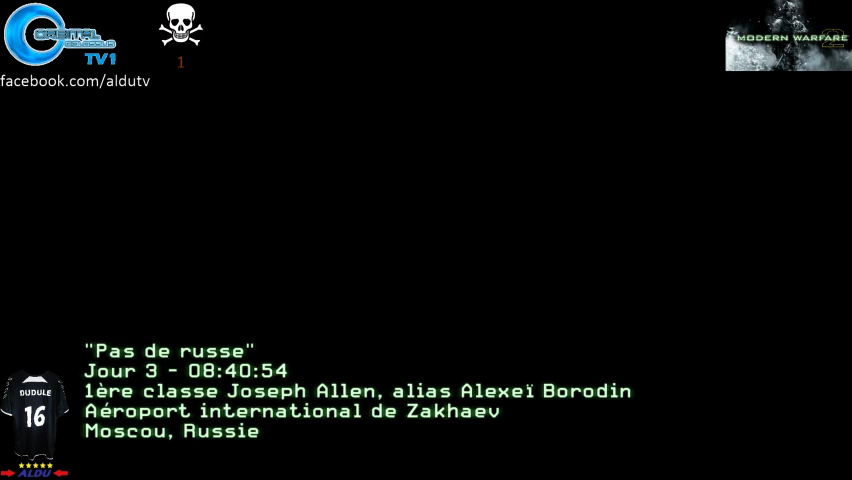 ORBITAL
TV1
facebook.com/aldutv
1
MODERN WARFARE
2
"Pas de russe"
Jour 3 - 08:40:54
1ère classe Joseph Allen, alias Alexeï Borodin
Aéroport international de Zakhaev
Moscou, Russie
DUDULE
16
ALDU